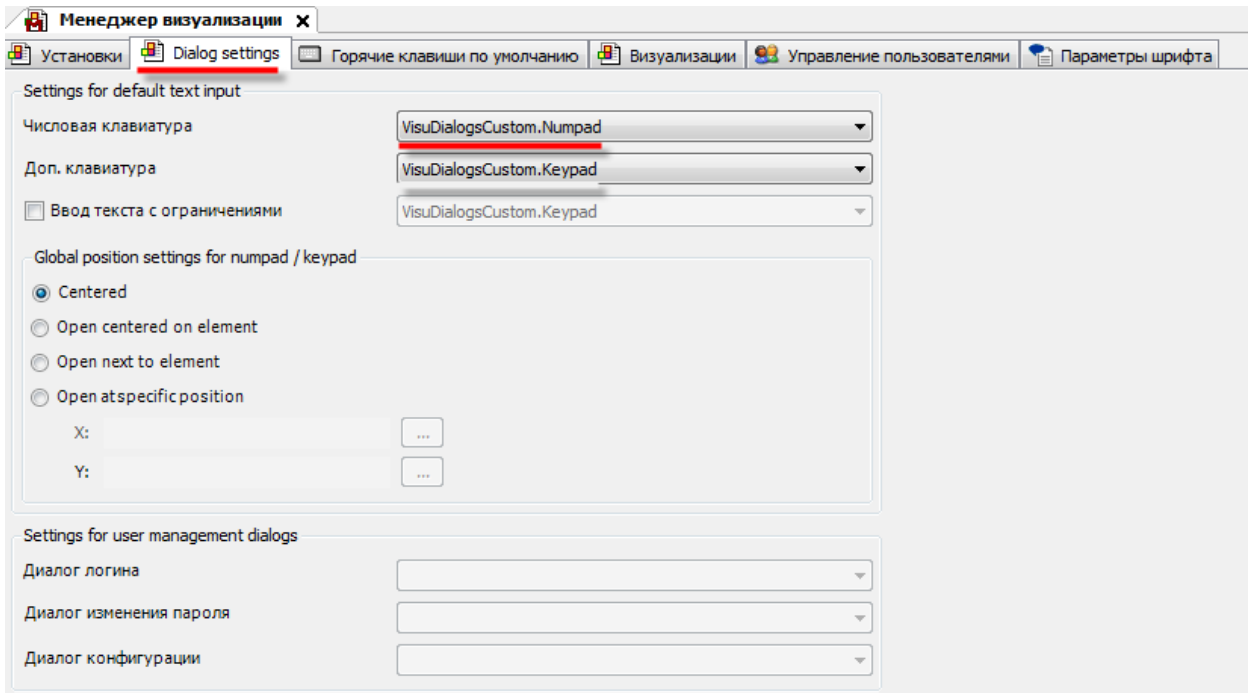 Менеджер визуализации X
Установки Dialog settings Горячие клавиши по умолчанию Визуализации Управление пользователями Параметры шрифта
Settings for default text input
Числовая клавиатура VisuDialogsCustom.Numpad
Доп. клавиатура VisuDialogsCustom.Keypad
Ввод текста с ограничениями VisuDialogsCustom.Keypad
Global position settings for numpad / keypad
Centered
Open centered on element
Open next to element
Open at specific position
X: ...
Y: ...
Settings for user management dialogs
Диалог логина
Диалог изменения пароля
Диалог конфигурации